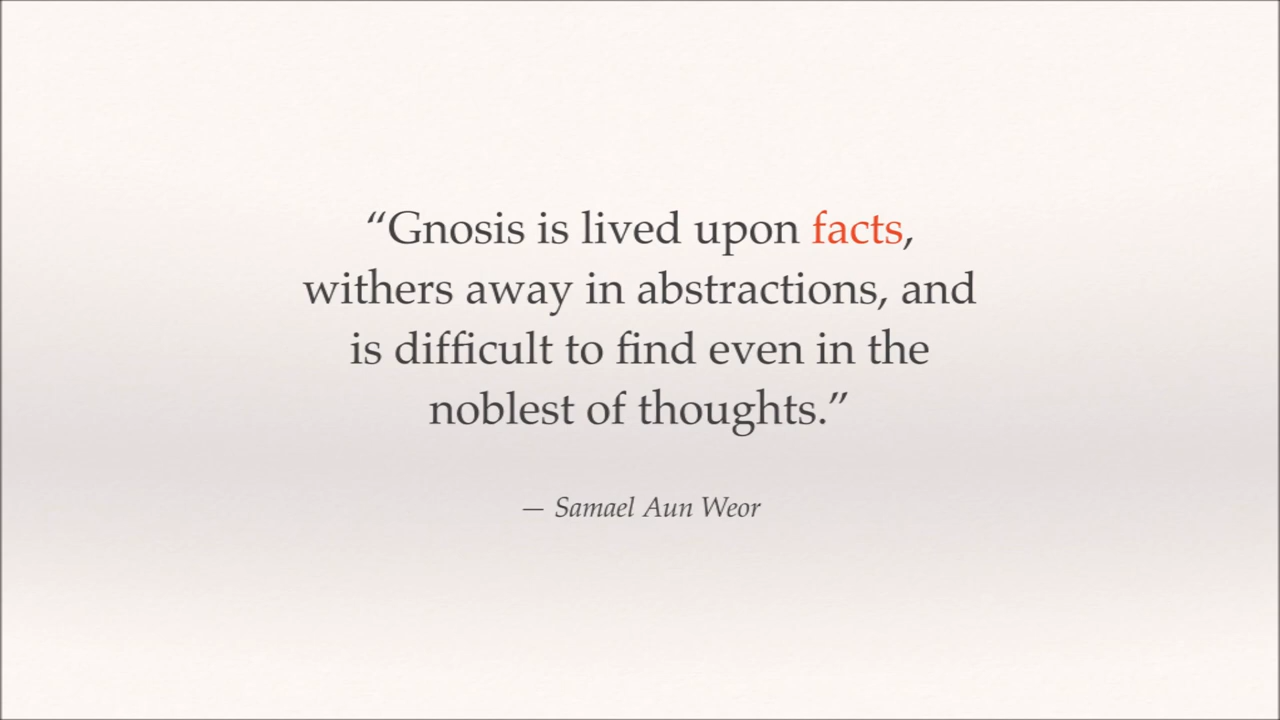 “Gnosis is lived upon facts,
withers away in abstractions, and
is difficult to find even in the
noblest of thoughts.”
— Samael Aun Weor